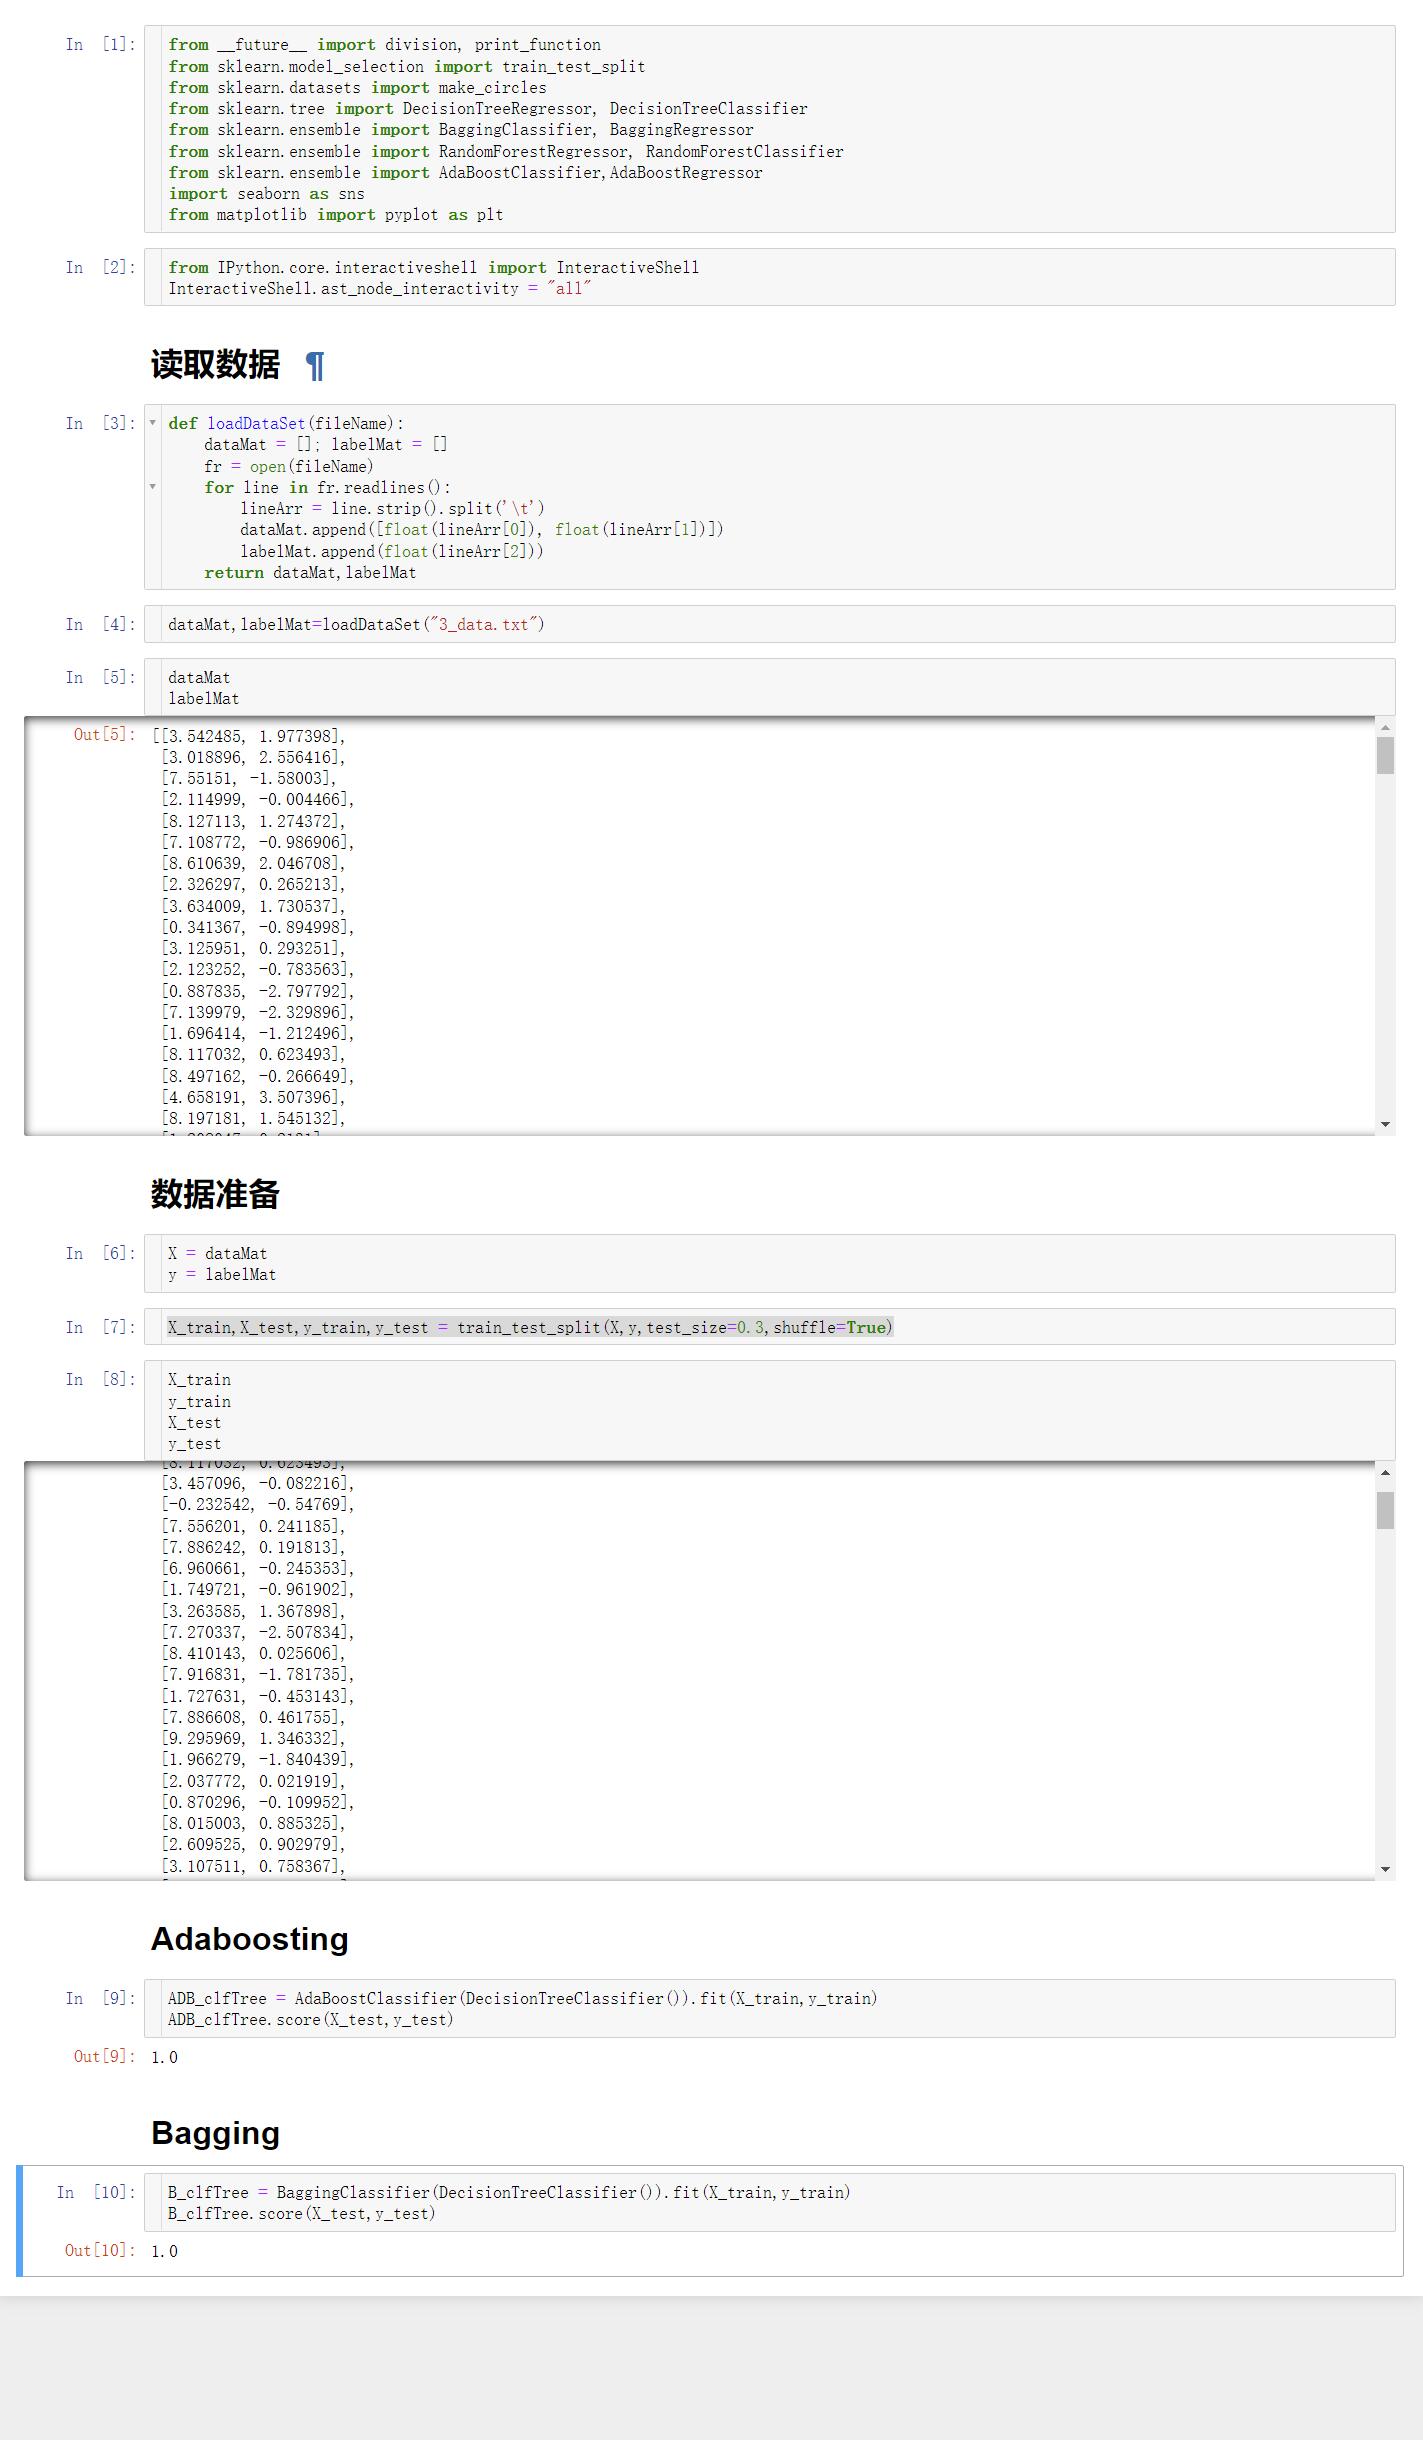 In [1]:
from __future__ import division, print_function
from sklearn.model_selection import train_test_split
from sklearn.datasets import make_circles
from sklearn.tree import DecisionTreeRegressor, DecisionTreeClassifier
from sklearn.ensemble import BaggingClassifier, BaggingRegressor
from sklearn.ensemble import RandomForestRegressor, RandomForestClassifier
from sklearn.ensemble import AdaBoostClassifier,AdaBoostRegressor
import seaborn as sns
from matplotlib import pyplot as plt
In [2]:
from IPython.core.interactiveshell import InteractiveShell
InteractiveShell.ast_node_interactivity = "all"
读取数据 ¶
In [3]:
def loadDataSet(fileName):
    dataMat = []; labelMat = []
    fr = open(fileName)
    for line in fr.readlines():
        lineArr = line.strip().split('\t')
        dataMat.append([float(lineArr[0]), float(lineArr[1])])
        labelMat.append(float(lineArr[2]))
    return dataMat,labelMat
In [4]:
dataMat,labelMat=loadDataSet("3_data.txt")
In [5]:
dataMat
labelMat
Out[5]:
[[3.542485, 1.977398],
[3.018896, 2.556416],
[7.55151, -1.58003],
[2.114999, -0.004466],
[8.127113, 1.274372],
[7.108772, -0.986906],
[8.610639, 2.046708],
[2.326297, 0.265213],
[3.634009, 1.730537],
[0.341367, -0.894998],
[3.125951, 0.293251],
[2.123252, -0.783563],
[0.887835, -2.797792],
[7.139979, -2.329896],
[1.696414, -1.212496],
[8.117032, 0.623493],
[8.497162, -0.266649],
[4.658191, 3.507396],
[8.197181, 1.545132],
数据准备
In [6]:
X = dataMat
y = labelMat
In [7]:
X_train,X_test,y_train,y_test = train_test_split(X,y,test_size=0.3,shuffle=True)
In [8]:
X_train
y_train
X_test
y_test
[8.117032, 0.623493],
[3.457096, -0.082216],
[-0.232542, -0.54769],
[7.556201, 0.241185],
[7.886242, 0.191813],
[6.960661, -0.245353],
[1.749721, -0.961902],
[3.263585, 1.367898],
[7.270337, -2.507834],
[8.410143, 0.025606],
[7.916831, -1.781735],
[1.727631, -0.453143],
[7.886608, 0.461755],
[9.295969, 1.346332],
[1.966279, -1.840439],
[2.037772, 0.021919],
[0.870296, -0.109952],
[8.015003, 0.885325],
[2.609525, 0.902979],
[3.107511, 0.758367],
Adaboosting
In [9]:
ADB_clfTree = AdaBoostClassifier(DecisionTreeClassifier()).fit(X_train,y_train)
ADB_clfTree.score(X_test,y_test)
Out[9]: 1.0
Bagging
In [10]:
B_clfTree = BaggingClassifier(DecisionTreeClassifier()).fit(X_train,y_train)
B_clfTree.score(X_test,y_test)
Out[10]: 1.0